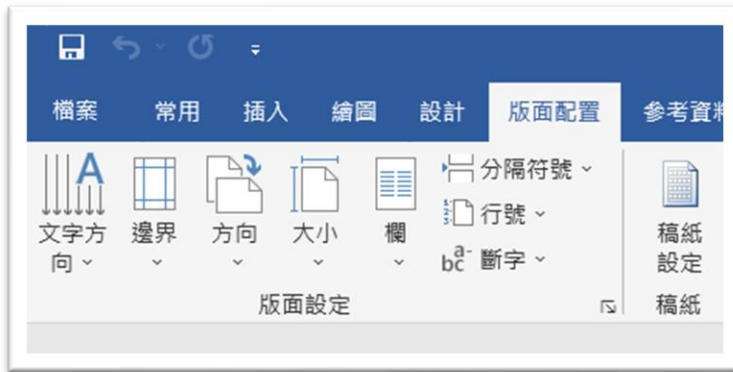 檔案 常用 插入 繪圖 設計 版面配置 參考資料
文字方向 邊界 方向 大小 欄
分隔符號
行號
斷字
稿紙設定
版面設定 稿紙